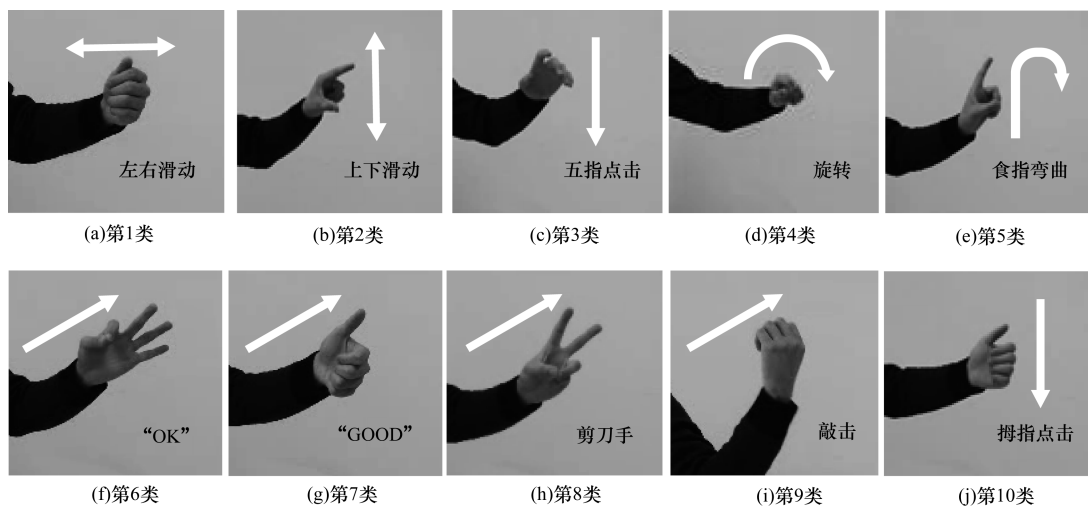 左右滑动
上下滑动
五指点击
旋转
食指弯曲
(a)第1类
(b)第2类
(c)第3类
(d)第4类
(e)第5类
“OK”
“GOOD”
剪刀手
敲击
拇指点击
(f)第6类
(g)第7类
(h)第8类
(i)第9类
(j)第10类